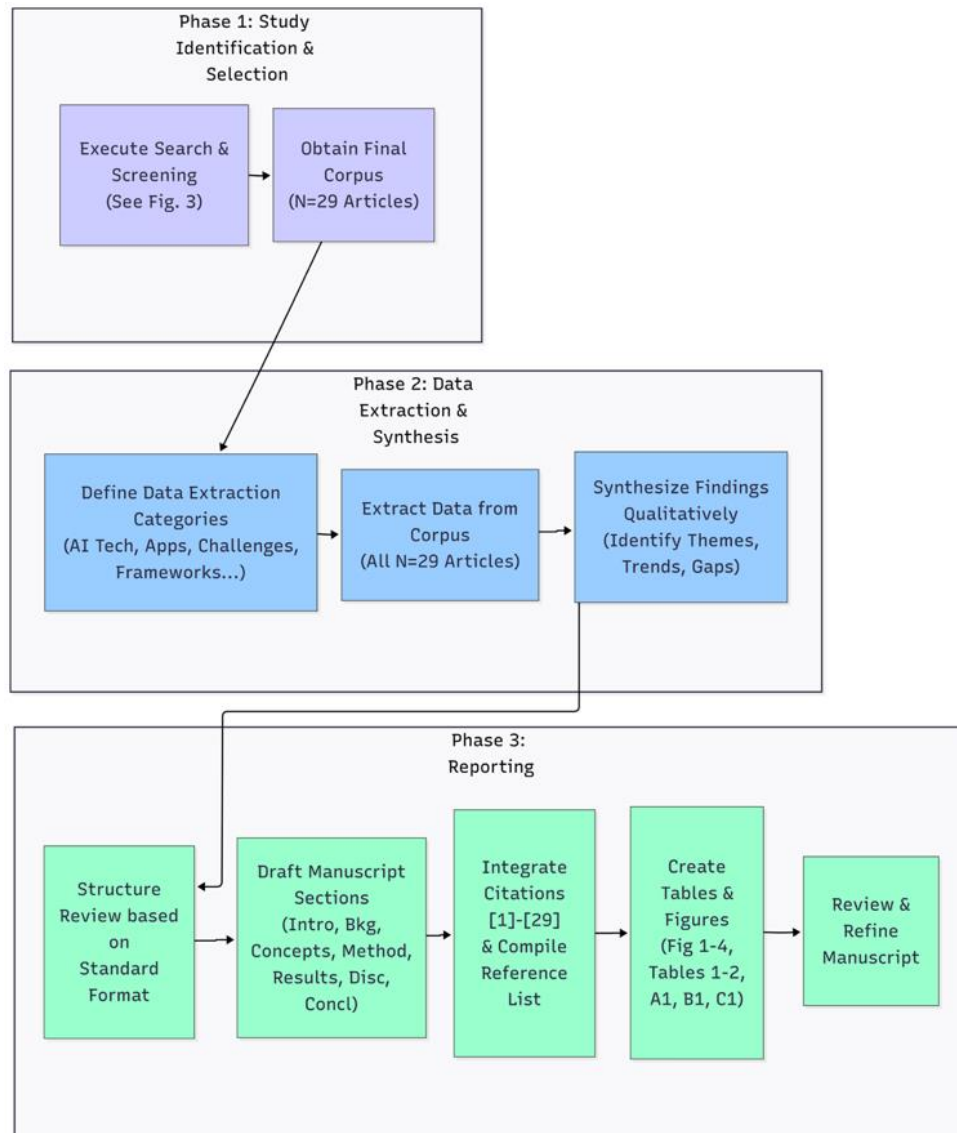 Phase 1: Study
Identification &
Selection
Execute Search &
Screening
(See Fig. 3)
Obtain Final
Corpus
(N=29 Articles)
Phase 2: Data
Extraction &
Synthesis
Define Data Extraction
Categories
(AI Tech, Apps, Challenges,
Frameworks...)
Extract Data from
Corpus
(All N=29 Articles)
Synthesize Findings
Qualitatively
(Identify Themes,
Trends, Gaps)
Phase 3:
Reporting
Structure
Review based
on
Standard
Format
Draft Manuscript
Sections
(Intro, Bkg,
Concepts, Method,
Results, Disc,
Concl)
Integrate
Citations
[1]-[29]
& Compile
Reference
List
Create
Tables &
Figures
(Fig 1-4,
Tables 1-2,
A1, B1, C1)
Review &
Refine
Manuscript